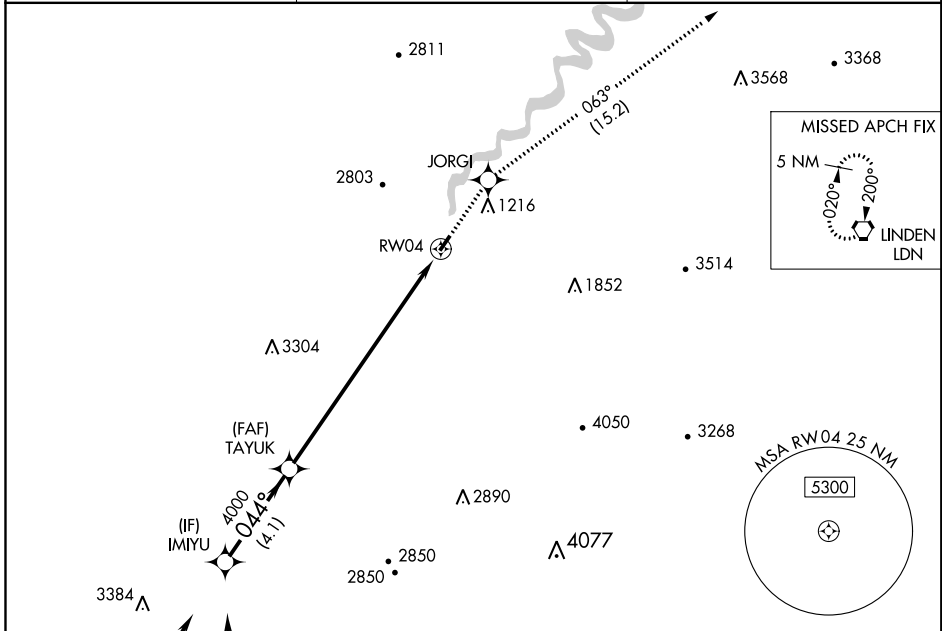 2811
3368
3568
063°
(15.2)
MISSED APCH FIX
5 NM
020°
200°
LINDEN
LDN
JORGI
2803
1216
RW04
3514
1852
3304
(FAF)
TAYUK
4050
3268
MSA RW04 25 NM
5300
4000
044°
(4.1)
2890
(IF)
IMIYU
4077
2850
2850
3384